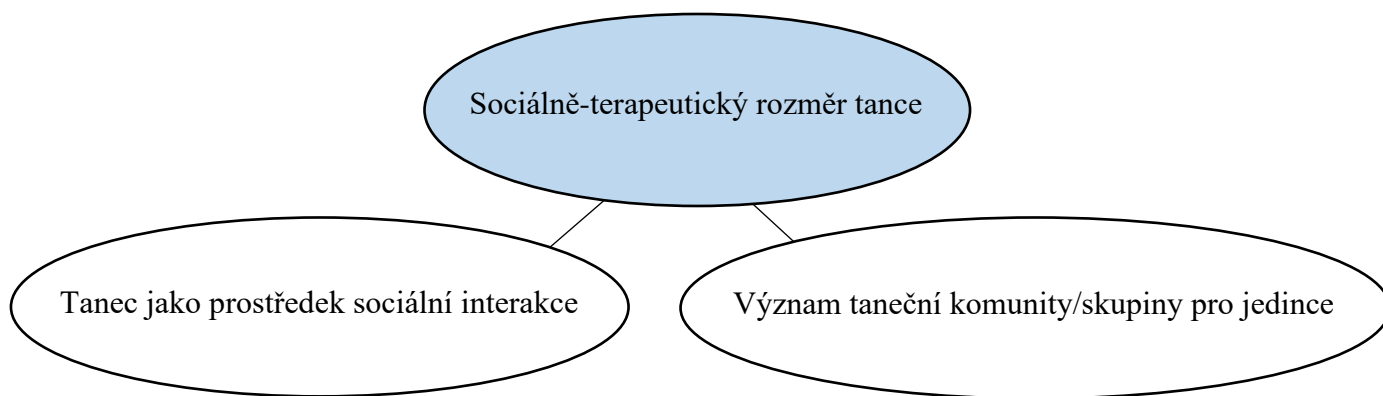 Sociálně-terapeutický rozměr tance
Tanec jako prostředek sociální interakce
Význam taneční komunity/skupiny pro jedince